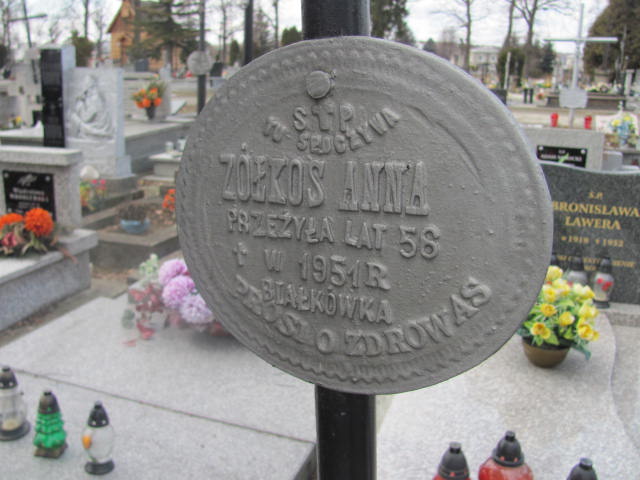 S † P.
TU SPOCZYWA
ŻÓŁKOŚ ANNA
PRZEŻYŁA LAT 58
† W 1951 R
BIAŁKÓWKA
PROSI O ZDROWAŚ
Ś.P.
BRONISŁAWA
LAWERA